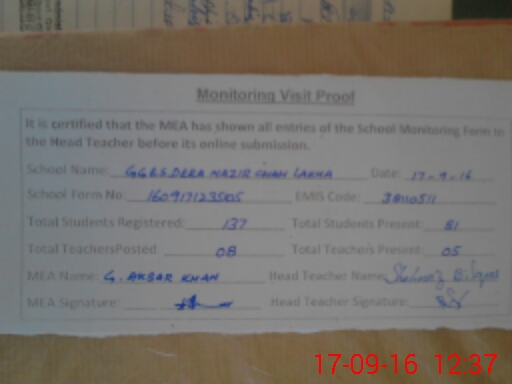 Monitoring Visit Proof
It is certified that the MEA has shown all entries of the School Monitoring Form to
the Head Teacher before its online submission.
School Name: GGES DERA NAZIR KHAN LAKHA Date: 17-9-16
School Form No: 160917123505 EMIS Code: 38110511
Total Students Registered: 137 Total Students Present: 81
Total TeachersPosted: 08 Total Teachers Present: 05
MEA Name: G. AKBAR KHAN Head Teacher Name: Shahnaz
MEA Signature: Head Teacher Signature:
17-09-16 12:37